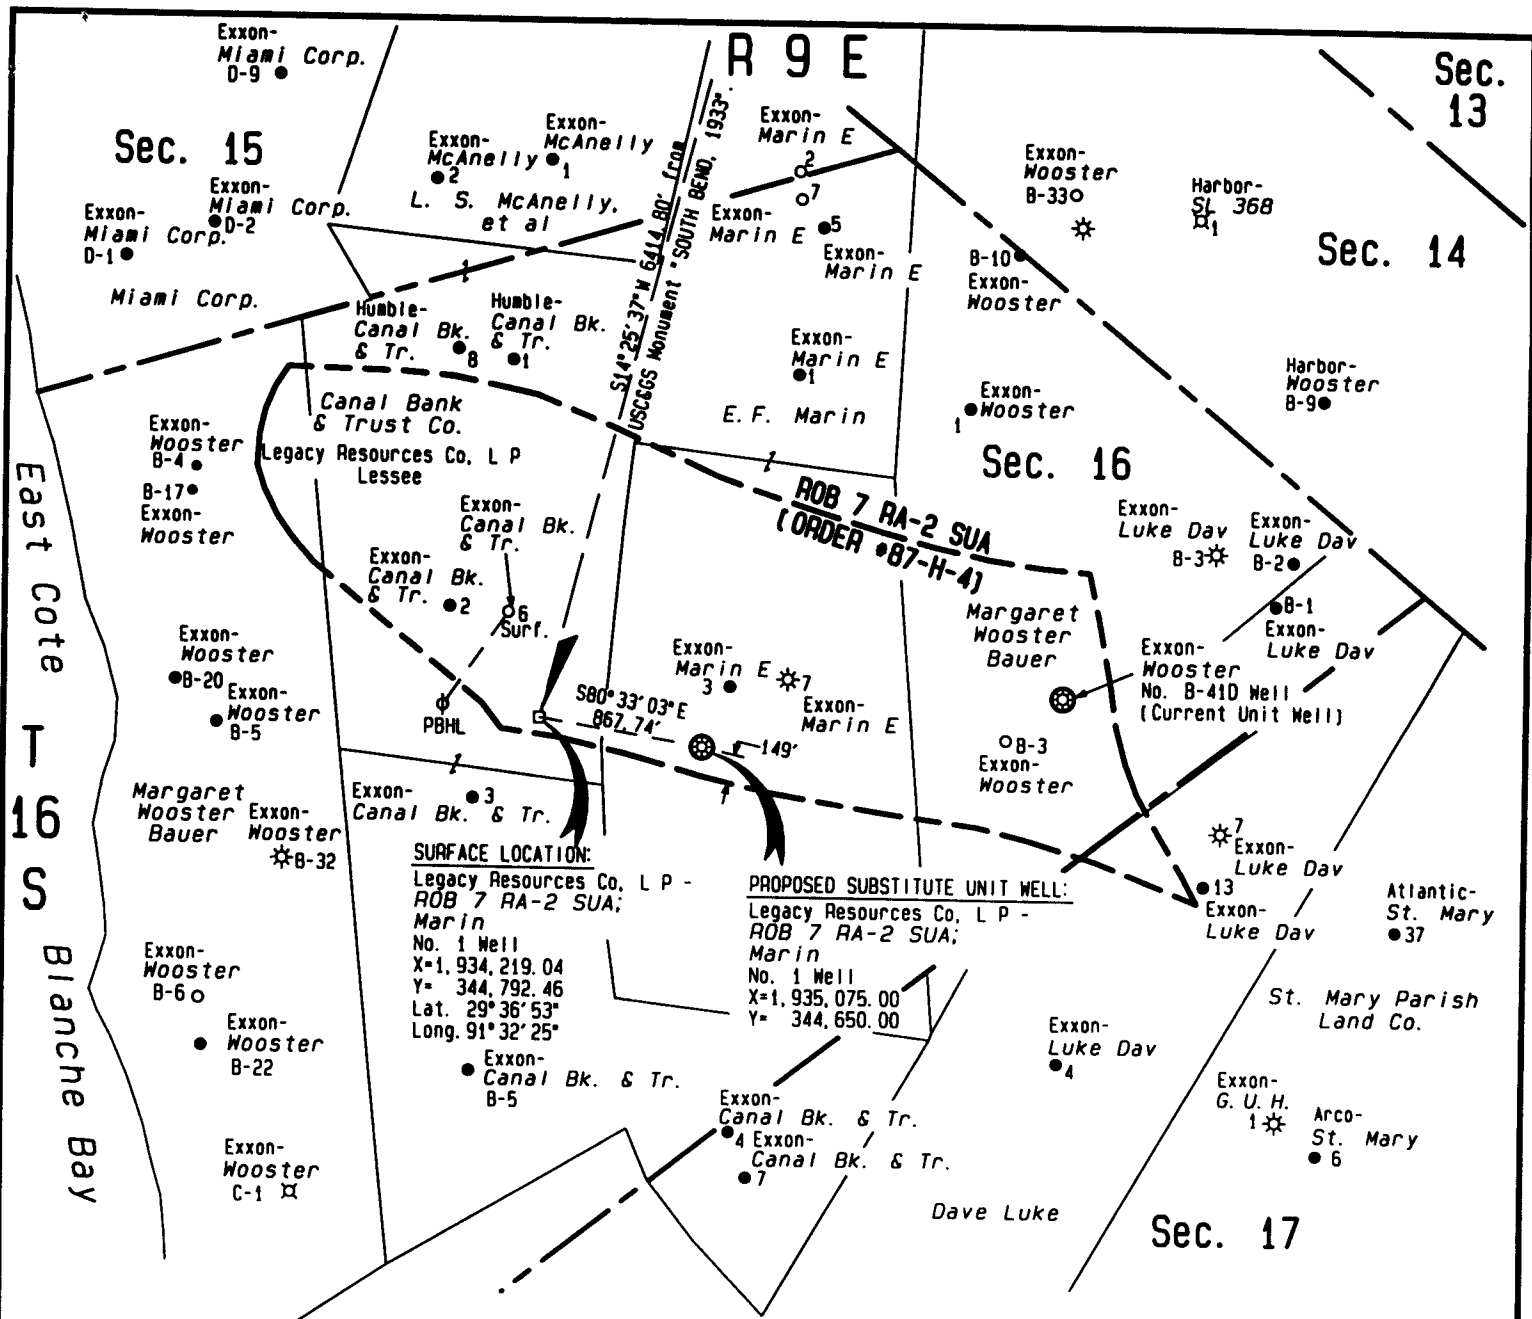 R 9 E
Sec.
13
Exxon-
Miami Corp.
D-9
Sec. 15
Exxon-
McAnelly
2
Exxon-
McAnelly
1
L. S. McAnelly,
et al
Exxon-
Miami Corp.
D-2
Exxon-
Miami Corp.
D-1
Miami Corp.
S14°25'37"W 6414.80' from
USC&GS Monument "SOUTH BEND, 1933".
Exxon-
Marin E
2
7
Exxon-
Marin E
5
Exxon-
Marin E
Exxon-
Wooster
B-33
Harbor-
SL 368
1
Sec. 14
B-10
Exxon-
Wooster
Humble-
Canal Bk.
& Tr.
8
Humble-
Canal Bk.
& Tr.
1
Exxon-
Marin E
1
E.F. Marin
Exxon-
Wooster
1
Harbor-
Wooster
B-9
Sec. 16
Canal Bank
& Trust Co.
Legacy Resources Co. L P
Lessee
Exxon-
Wooster
B-4
B-17
Exxon-
Wooster
East Cote Blanche Bay
ROB 7 RA-2 SUA
(ORDER #87-H-4)
Exxon-
Luke Dav
B-3
Exxon-
Luke Dav
B-2
B-1
Exxon-
Luke Dav
Exxon-
Canal Bk.
& Tr.
6
Surf.
Exxon-
Canal Bk.
& Tr.
2
PBHL
Margaret
Wooster
Bauer
Exxon-
Wooster
No. B-41D Well
(Current Unit Well)
Exxon-
Wooster
B-20
Exxon-
Wooster
B-5
Exxon-
Marin E
3
7
Exxon-
Marin E
S80°33'03"E
867.74'
149'
B-3
Exxon-
Wooster
T
16
S
Margaret
Wooster
Bauer
Exxon-
Wooster
B-32
Exxon-
Canal Bk. & Tr.
3
7
Exxon-
Luke Dav
13
Exxon-
Luke Dav
Atlantic-
St. Mary
37
SURFACE LOCATION:
Legacy Resources Co. L P -
ROB 7 RA-2 SUA;
Marin
No. 1 Well
X=1,934,219.04
Y= 344,792.46
Lat. 29°36'53"
Long. 91°32'25"
PROPOSED SUBSTITUTE UNIT WELL:
Legacy Resources Co. L P -
ROB 7 RA-2 SUA;
Marin
No. 1 Well
X=1,935,075.00
Y= 344,650.00
Exxon-
Wooster
B-6
Exxon-
Wooster
B-22
St. Mary Parish
Land Co.
Exxon-
Luke Dav
4
Exxon-
Canal Bk. & Tr.
B-5
Exxon-
Canal Bk. & Tr.
4
Exxon-
Canal Bk. & Tr.
7
Exxon-
G. U. H.
1
Arco-
St. Mary
6
Exxon-
Wooster
C-1
Dave Luke
Sec. 17